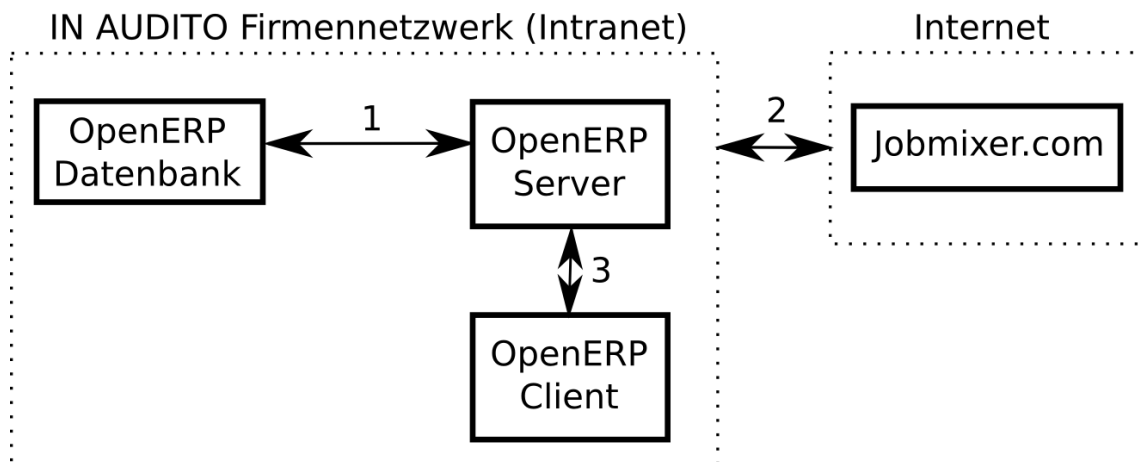 IN AUDITO Firmennetzwerk (Intranet)
Internet
OpenERP
Datenbank
1
OpenERP
Server
2
Jobmixer.com
3
OpenERP
Client